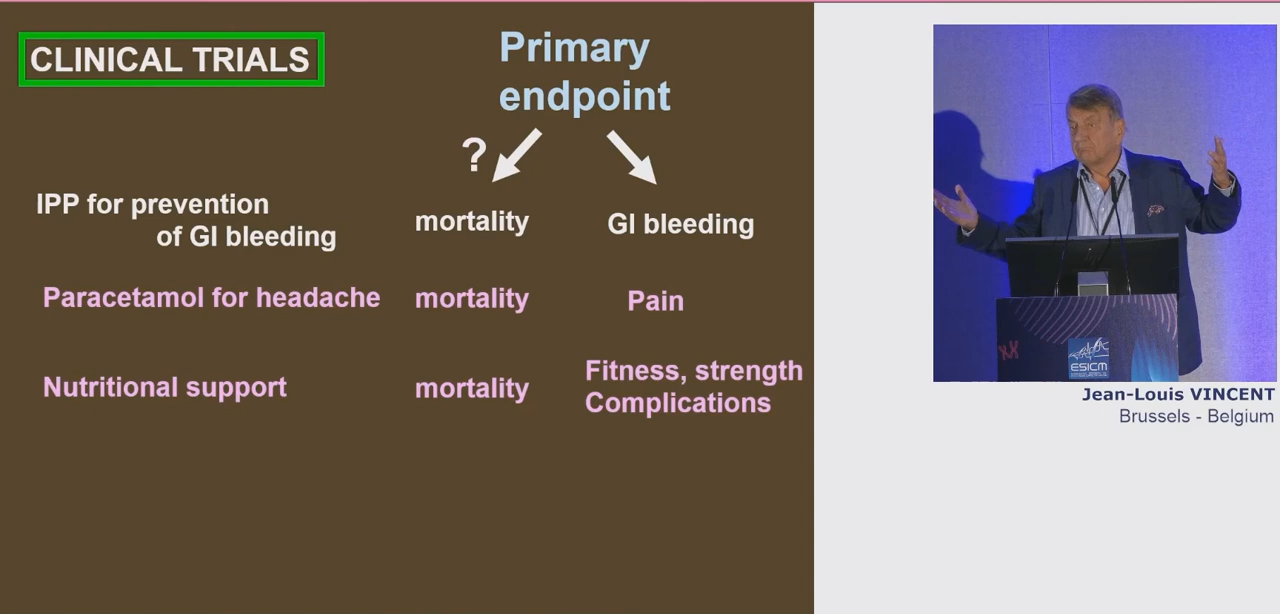 CLINICAL TRIALS
Primary
endpoint
?
IPP for prevention
of GI bleeding
mortality
GI bleeding
Paracetamol for headache
mortality
Pain
Nutritional support
mortality
Fitness, strength
Complications
ESICM
Jean-Louis VINCENT
Brussels - Belgium